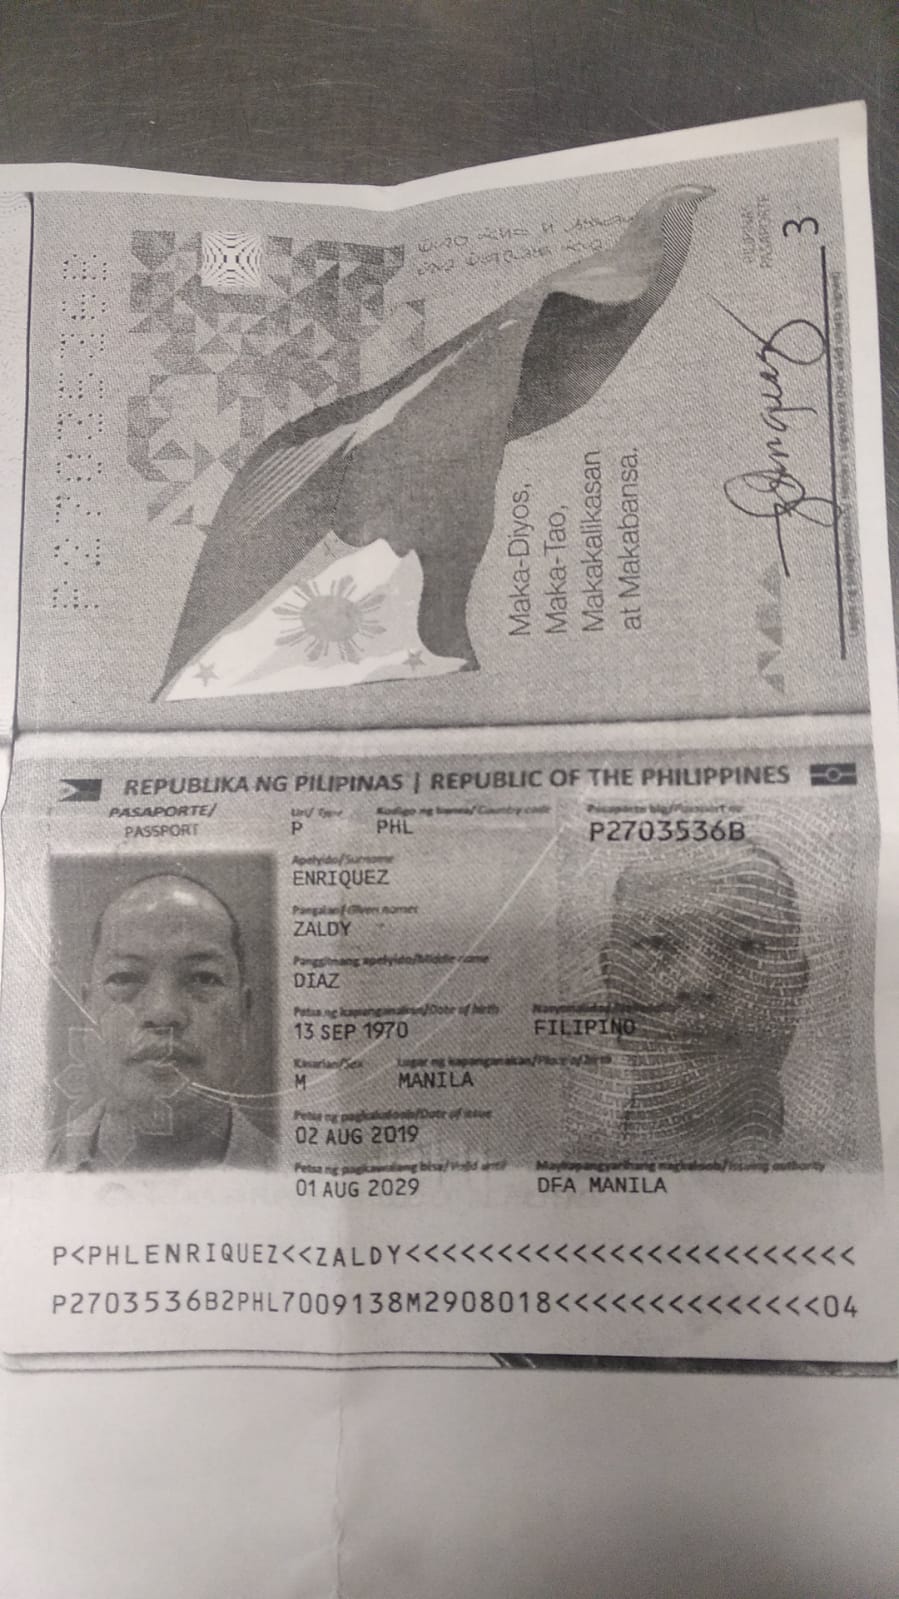 P2703536B
Maka-Diyos,
Maka-Tao,
Makakalikasan
at Makabansa.
PILIPINAS
PASAPORTE
3
REPUBLIKA NG PILIPINAS | REPUBLIC OF THE PHILIPPINES
PASAPORTE/
PASSPORT
Uri/ Type
P
Kodigo ng bansa/ Country code
PHL
Pasaporte blg/Passport no
P2703536B
Apelyido/Surname
ENRIQUEZ
Pangalan/Given names
ZALDY
Panggitnang apelyido/Middle name
DIAZ
Petsa ng kapanganakan/Date of birth
13 SEP 1970
Nasyonalidad/Nationality
FILIPINO
Kasarian/Sex
M
Lugar ng kapanganakan/Place of birth
MANILA
Petsa ng pagkakaloob/Date of issue
02 AUG 2019
Petsa ng pagkawalang bisa/Valid until
01 AUG 2029
Maykapangyarihang nagkaloob/Issuing authority
DFA MANILA
P<PHLENRIQUEZ<<ZALDY<<<<<<<<<<<<<<<<<<<<<<<<
P2703536B2PHL7009138M2908018<<<<<<<<<<<<<<04